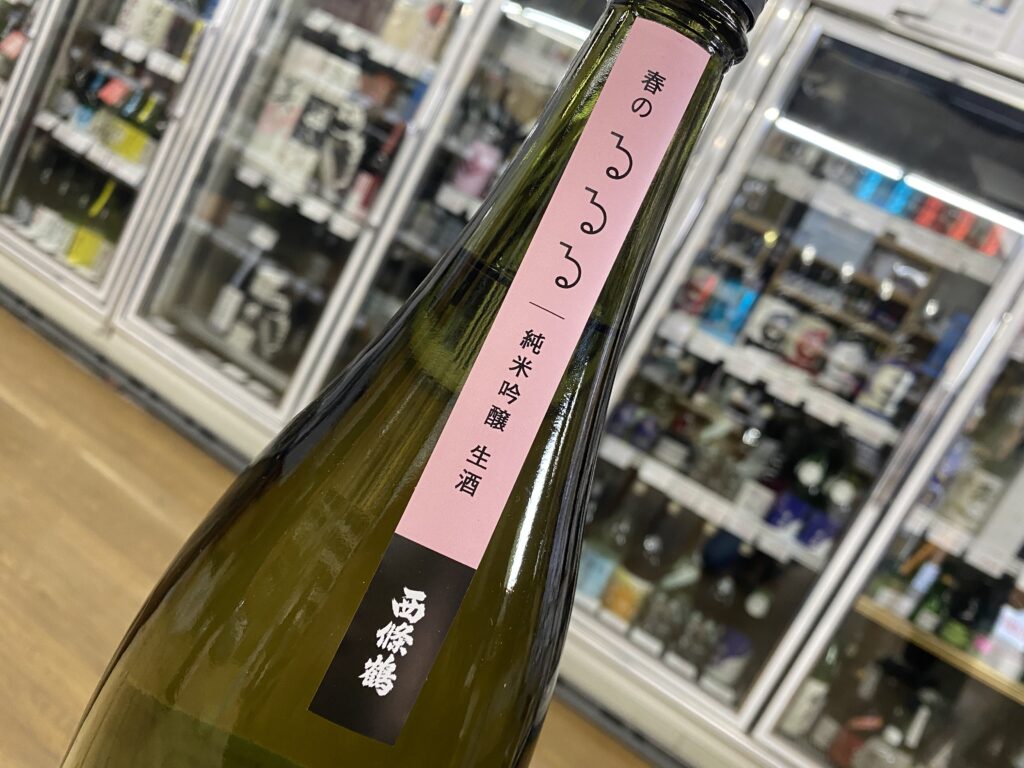 春の るるる
純米吟醸 生酒
西條鶴